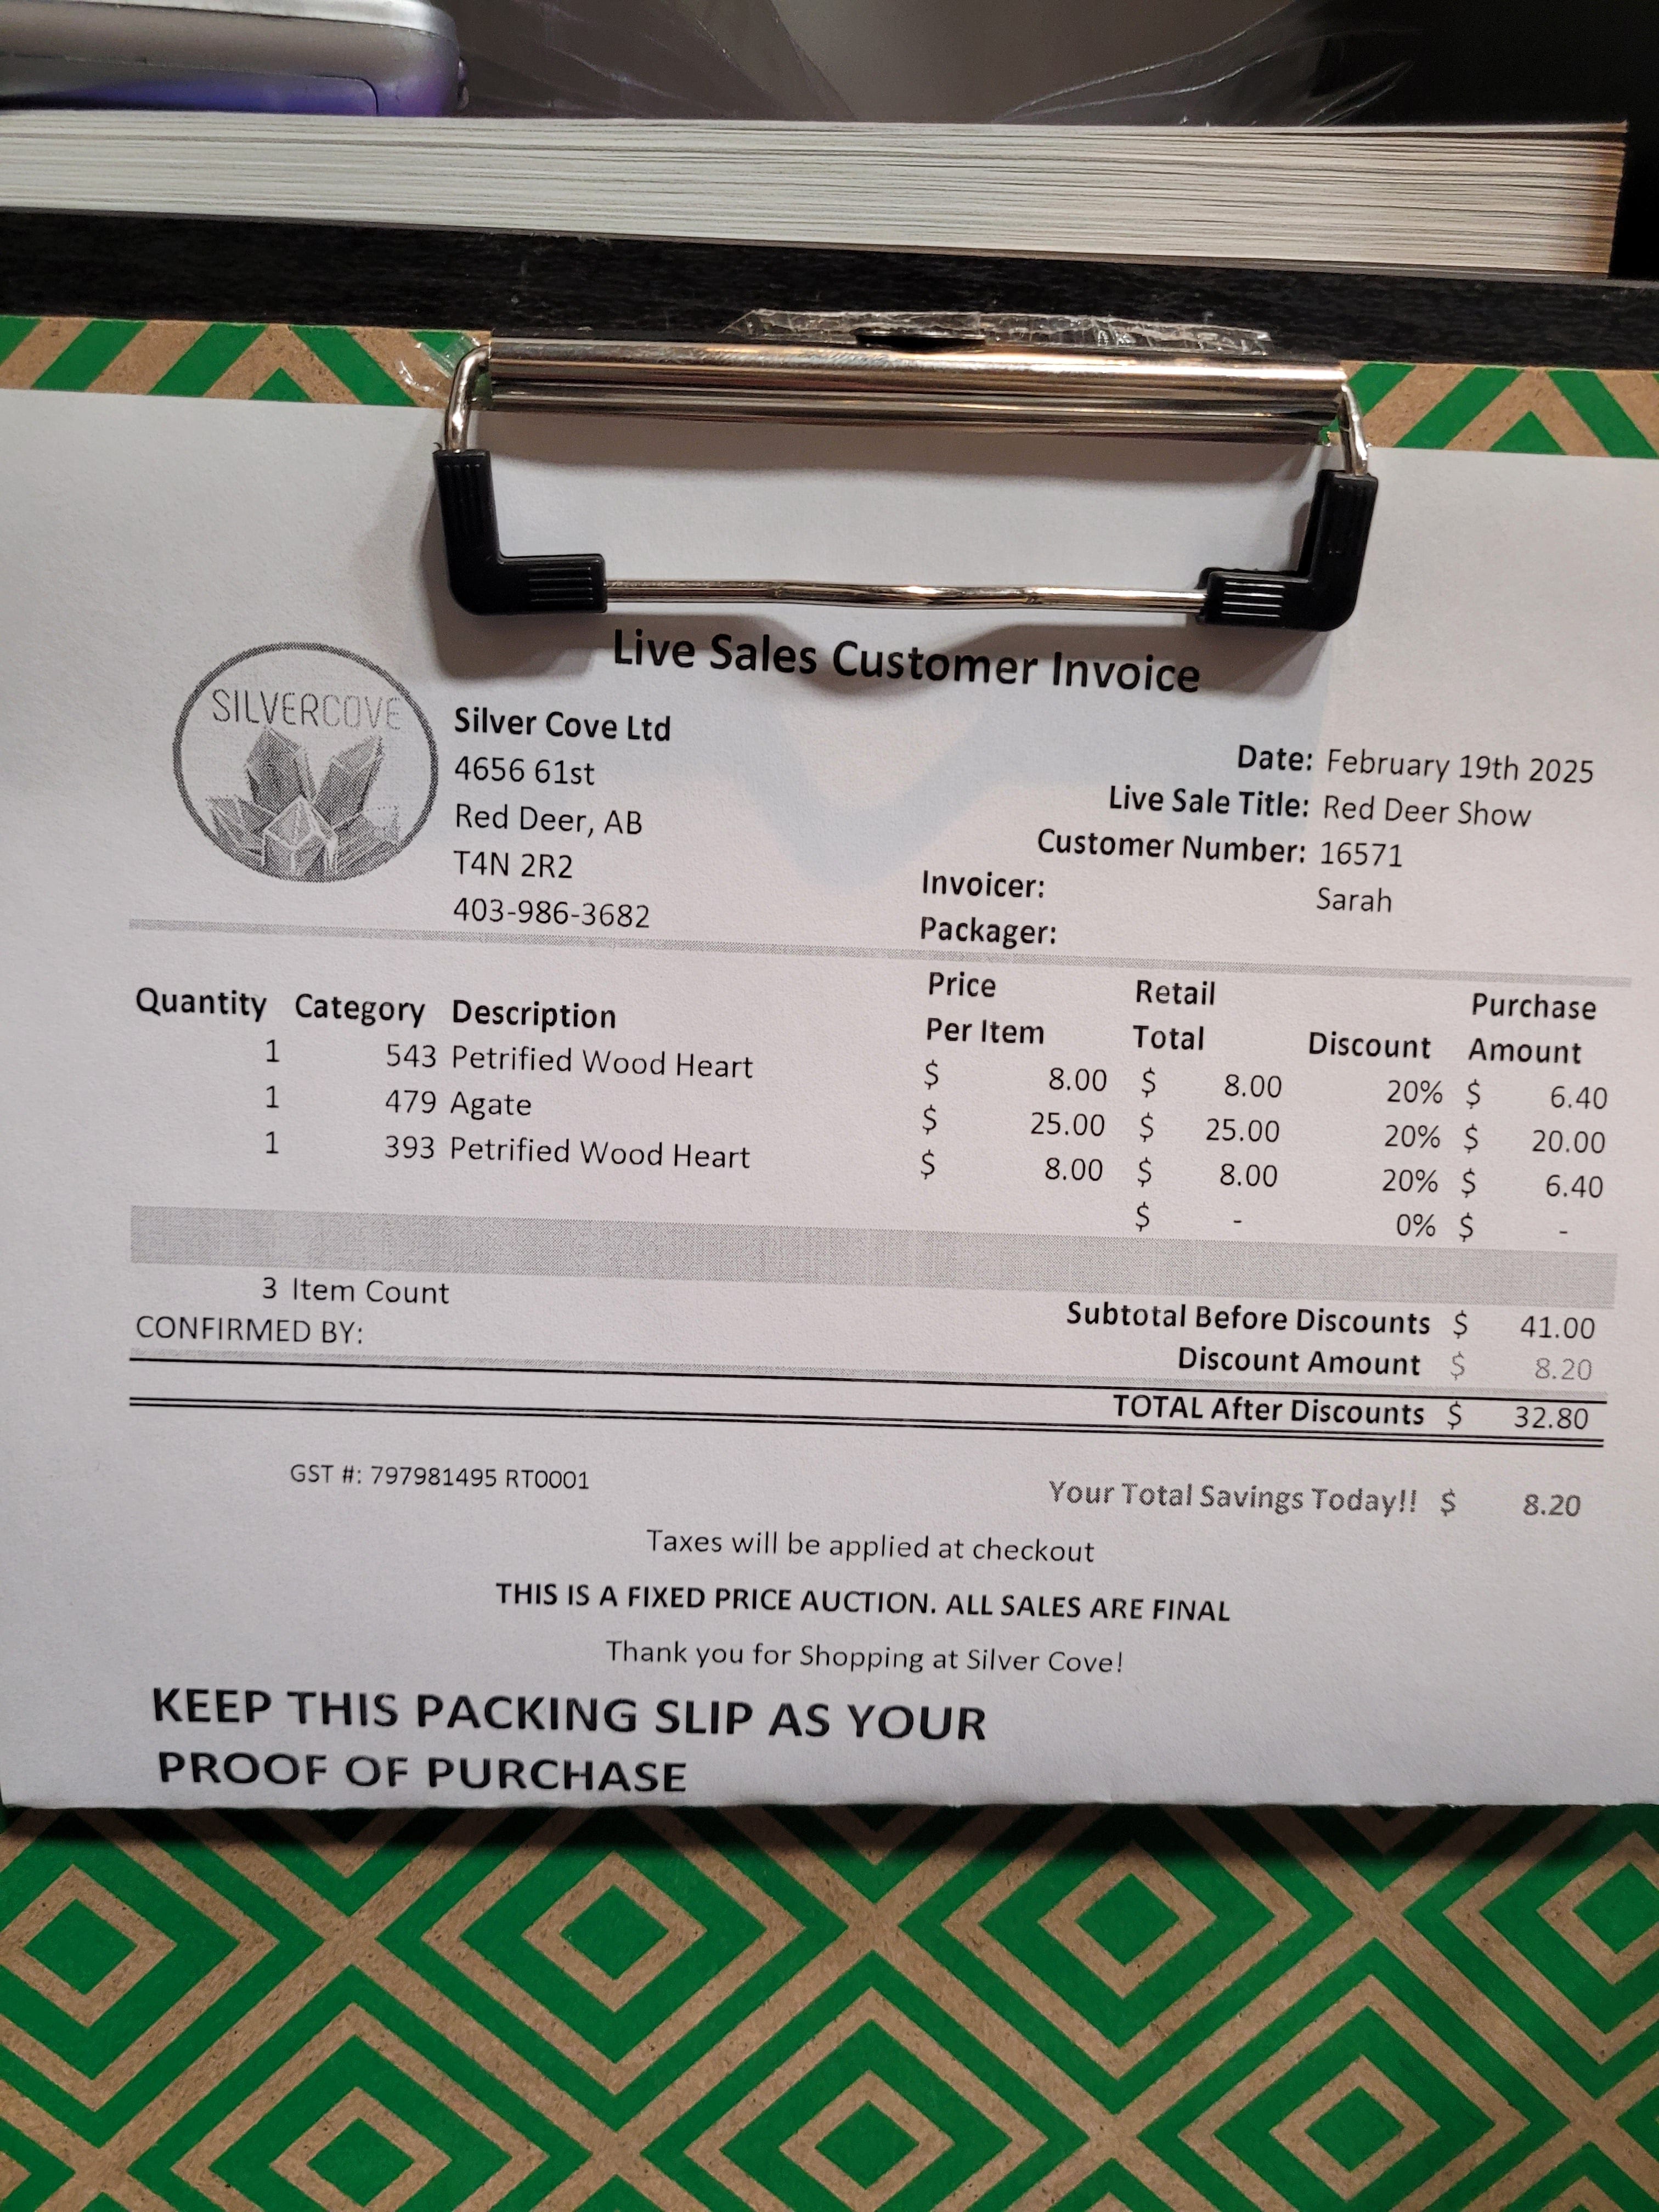 Live Sales Customer Invoice
SILVERCOVE
Silver Cove Ltd
4656 61st
Red Deer, AB
T4N 2R2
403-986-3682
Date: February 19th 2025
Live Sale Title: Red Deer Show
Customer Number: 16571
Invoicer: Sarah
Packager:
Quantity Category Description Price Per Item Retail Total Discount Purchase Amount
1 543 Petrified Wood Heart $ 8.00 $ 8.00 20% $ 6.40
1 479 Agate $ 25.00 $ 25.00 20% $ 20.00
1 393 Petrified Wood Heart $ 8.00 $ 8.00 20% $ 6.40
$ - 0% $ -
3 Item Count
Subtotal Before Discounts $ 41.00
CONFIRMED BY:
Discount Amount $ 8.20
TOTAL After Discounts $ 32.80
GST #: 797981495 RT0001
Your Total Savings Today!! $ 8.20
Taxes will be applied at checkout
THIS IS A FIXED PRICE AUCTION. ALL SALES ARE FINAL
Thank you for Shopping at Silver Cove!
KEEP THIS PACKING SLIP AS YOUR
PROOF OF PURCHASE